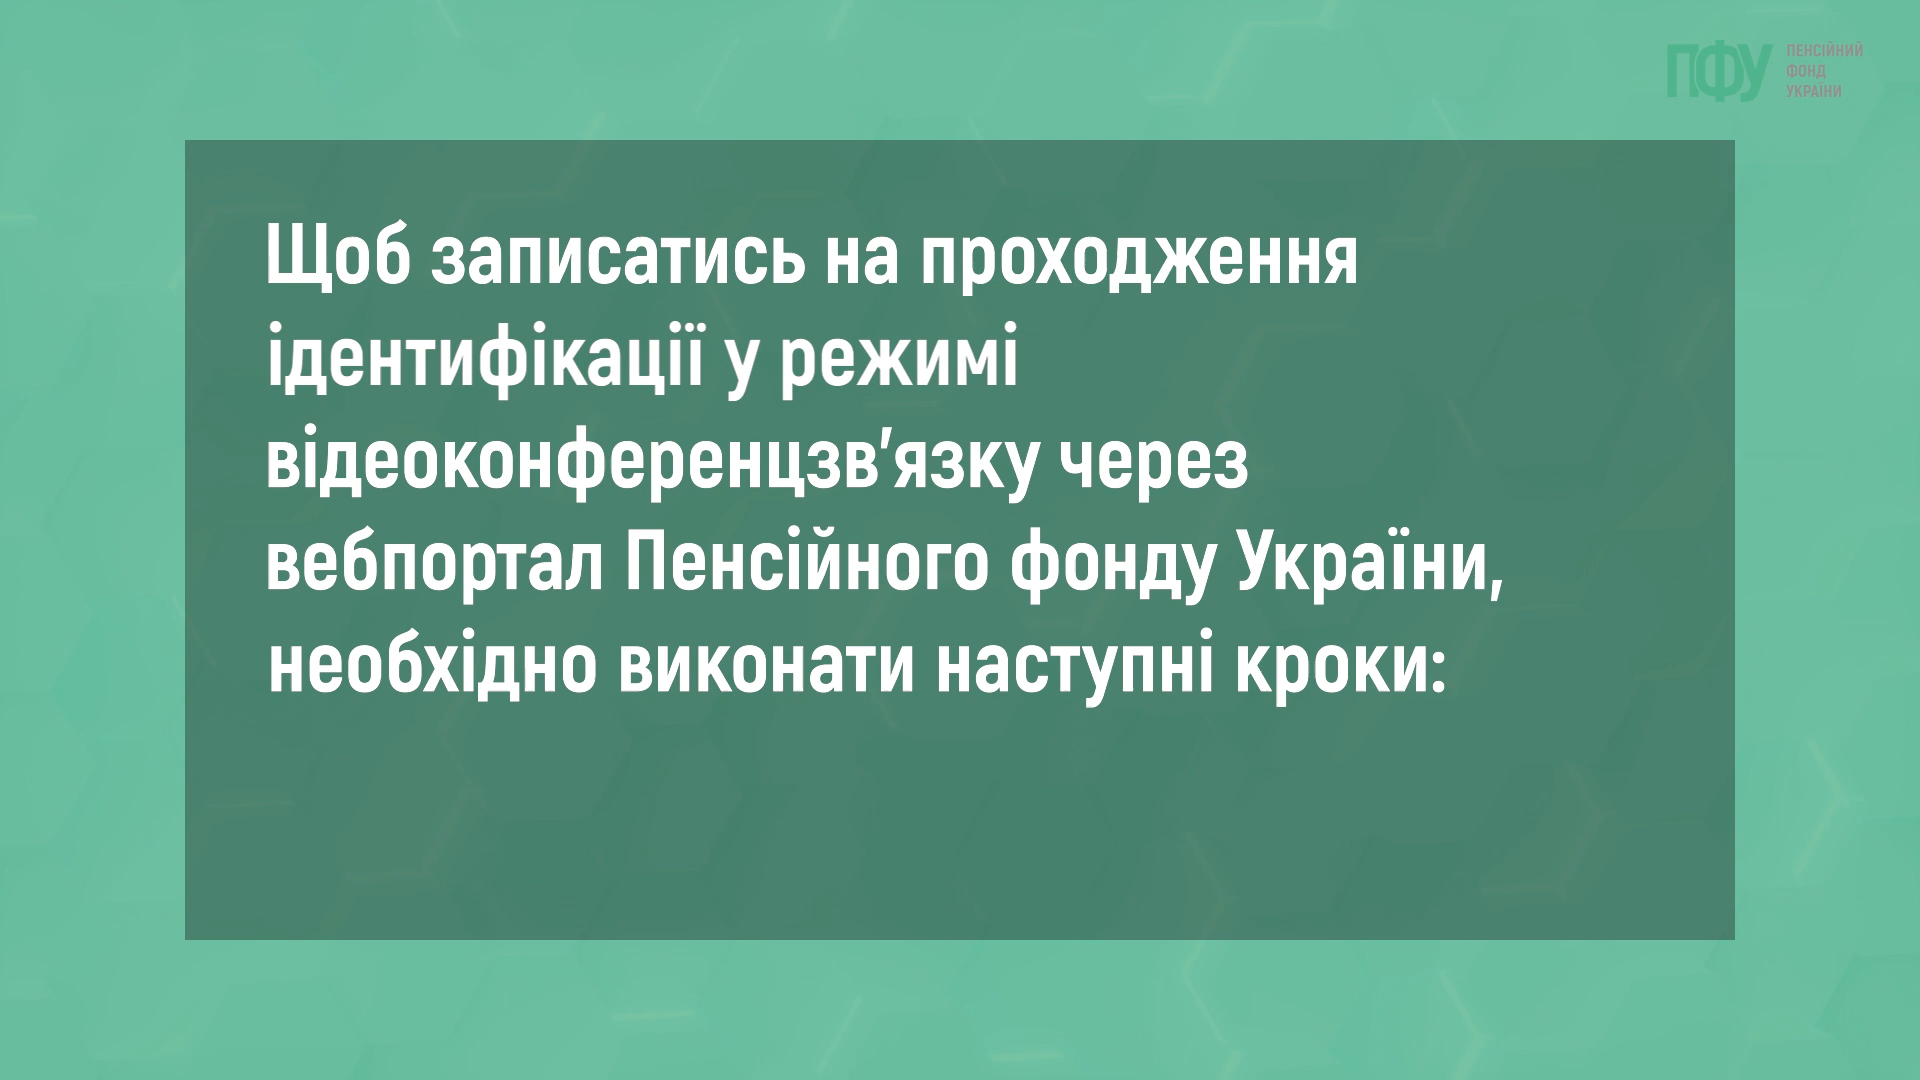 ПФУ
ПЕНСІЙНИЙ
ФОНД
УКРАЇНИ
Щоб записатись на проходження
ідентифікації у режимі
відеоконференцзв’язку через
вебпортал Пенсійного фонду України,
необхідно виконати наступні кроки: